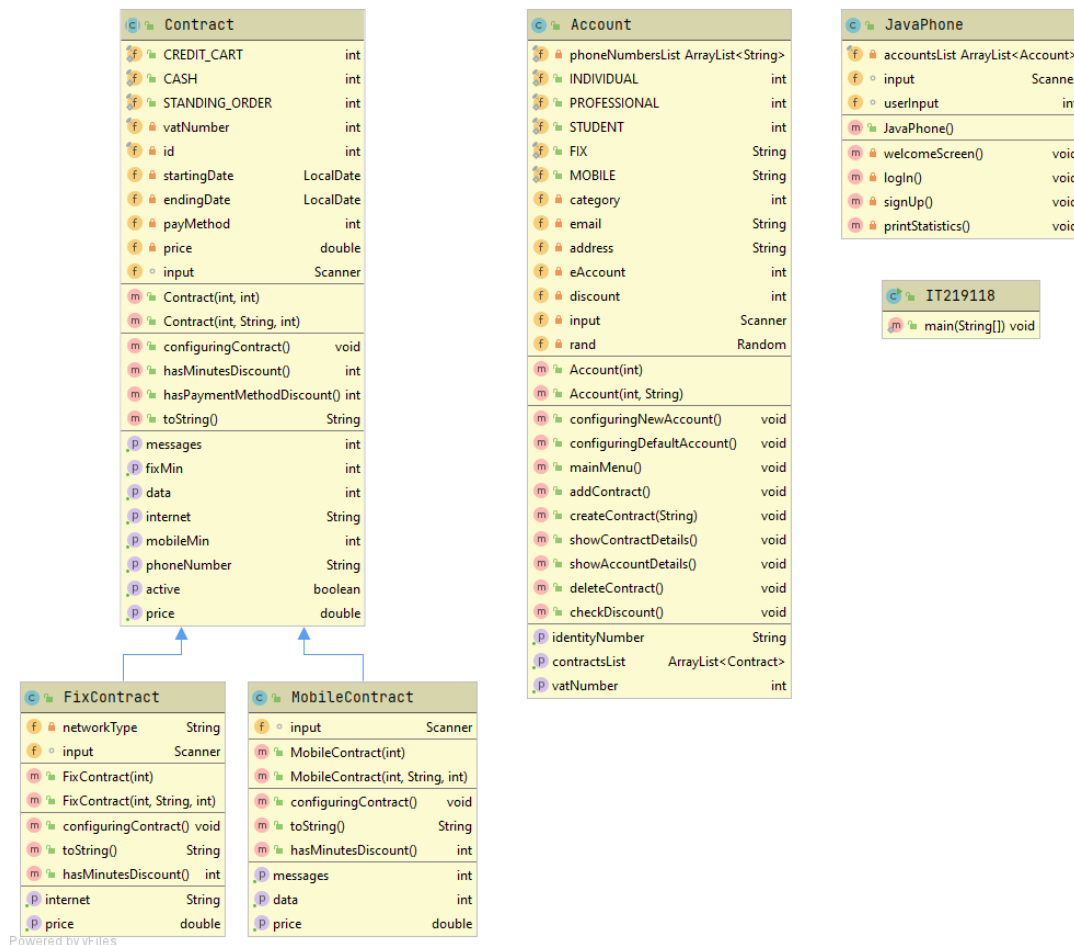 Contract
CREDIT_CART int
CASH int
STANDING_ORDER int
vatNumber int
id int
startingDate LocalDate
endingDate LocalDate
payMethod int
price double
input Scanner
Contract(int, int)
Contract(int, String, int)
configuringContract() void
hasMinutesDiscount() int
hasPaymentMethodDiscount() int
toString() String
messages int
fixMin int
data int
internet String
mobileMin int
phoneNumber String
active boolean
price double
Account
phoneNumbersList ArrayList<String>
INDIVIDUAL int
PROFESSIONAL int
STUDENT int
FIX String
MOBILE String
category int
email String
address String
eAccount int
discount int
input Scanner
rand Random
Account(int)
Account(int, String)
configuringNewAccount() void
configuringDefaultAccount() void
mainMenu() void
addContract() void
createContract(String) void
showContractDetails() void
showAccountDetails() void
deleteContract() void
checkDiscount() void
identityNumber String
contractsList ArrayList<Contract>
vatNumber int
JavaPhone
accountsList ArrayList<Account>
input Scanner
userInput int
JavaPhone()
welcomeScreen() void
logIn() void
signUp() void
printStatistics() void
IT219118
main(String[]) void
FixContract
networkType String
input Scanner
FixContract(int)
FixContract(int, String, int)
configuringContract() void
toString() String
hasMinutesDiscount() int
internet String
price double
MobileContract
input Scanner
MobileContract(int)
MobileContract(int, String, int)
configuringContract() void
toString() String
hasMinutesDiscount() int
messages int
data int
price double
Powered by yFiles